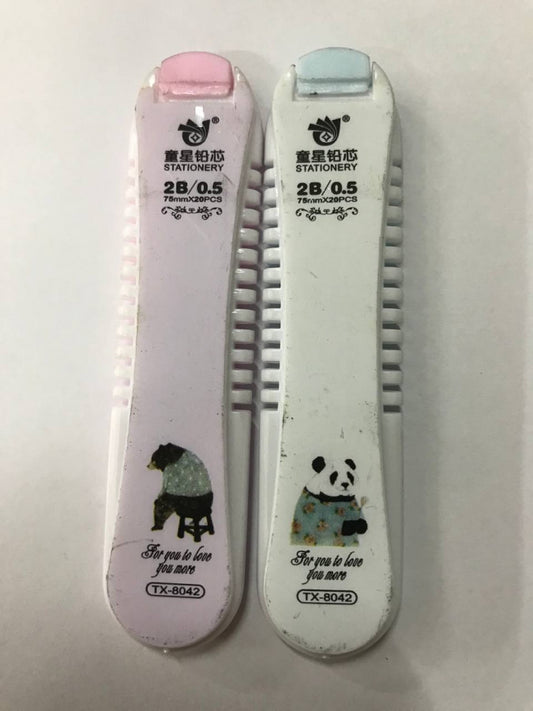 ®
童星铅芯
STATIONERY
2B/0.5
75mmX20PCS
For you to love
you more
TX-8042
®
童星铅芯
STATIONERY
2B/0.5
75mmX20PCS
For you to love
you more
TX-8042